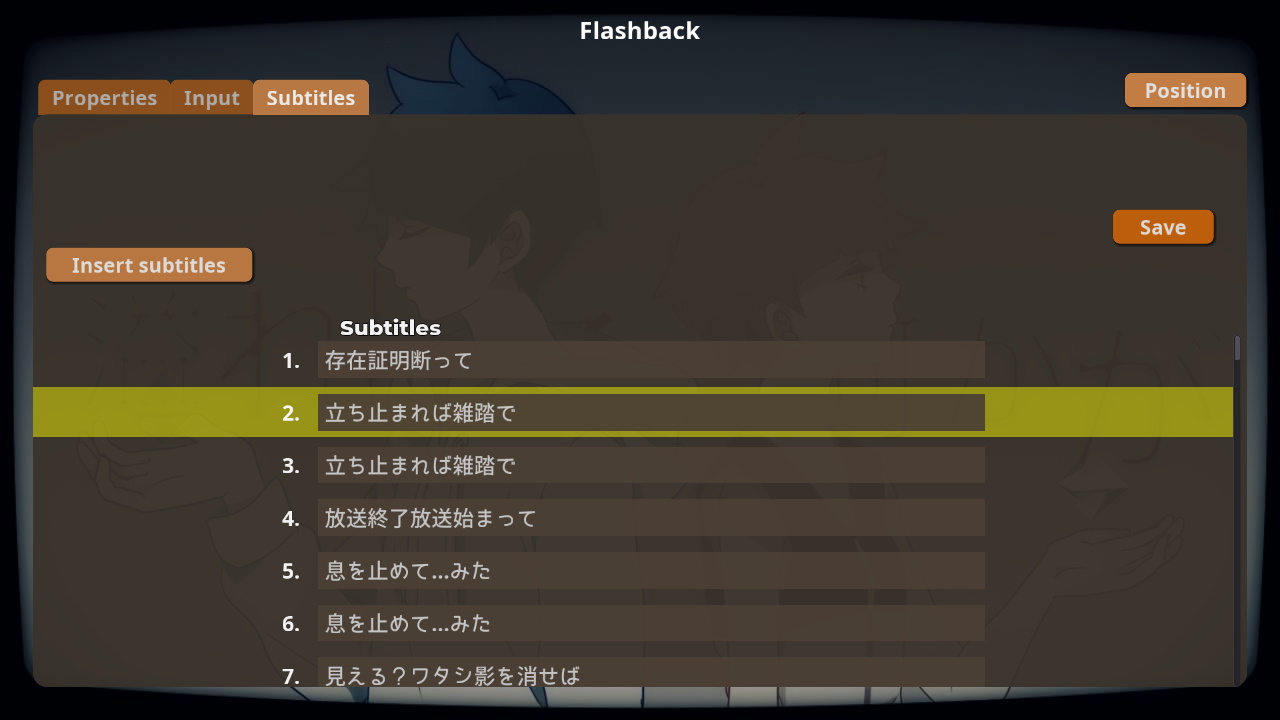 Flashback
Properties
Input
Subtitles
Position
Save
Insert subtitles
Subtitles
1. 存在証明断って
2. 立ち止まれば雑踏で
3. 立ち止まれば雑踏で
4. 放送終了放送始まって
5. 息を止めて...みた
6. 息を止めて...みた
7. 見える？ワタシ影を消せば